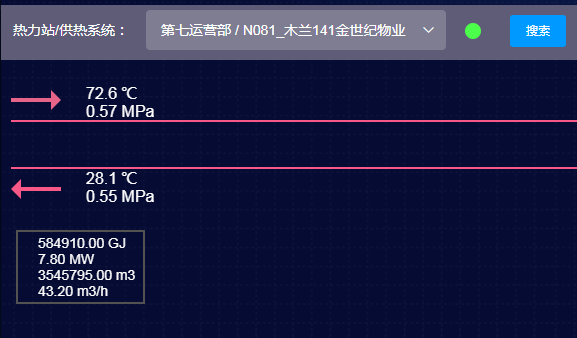 热力站/供热系统：
第七运营部 / N081_木兰141金世纪物业
搜索
72.6 ℃
0.57 MPa
28.1 ℃
0.55 MPa
584910.00 GJ
7.80 MW
3545795.00 m3
43.20 m3/h